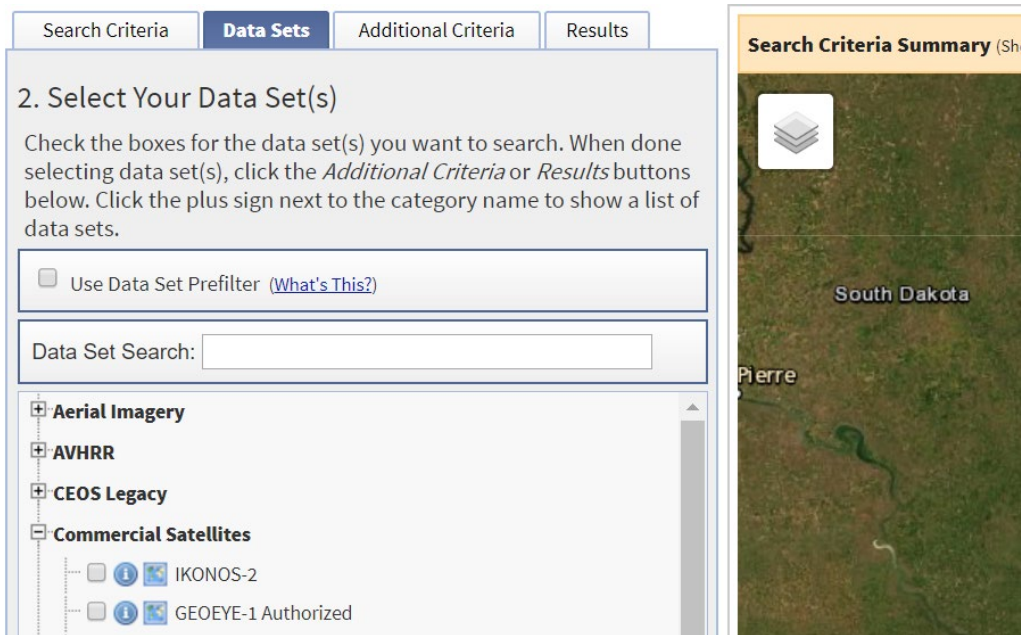 Search Criteria
Data Sets
Additional Criteria
Results
2. Select Your Data Set(s)
Check the boxes for the data set(s) you want to search. When done
selecting data set(s), click the Additional Criteria or Results buttons
below. Click the plus sign next to the category name to show a list of
data sets.
Use Data Set Prefilter (What's This?)
Data Set Search:
Aerial Imagery
AVHRR
CEOS Legacy
Commercial Satellites
IKONOS-2
GEOEYE-1 Authorized
Search Criteria Summary
South Dakota
Pierre